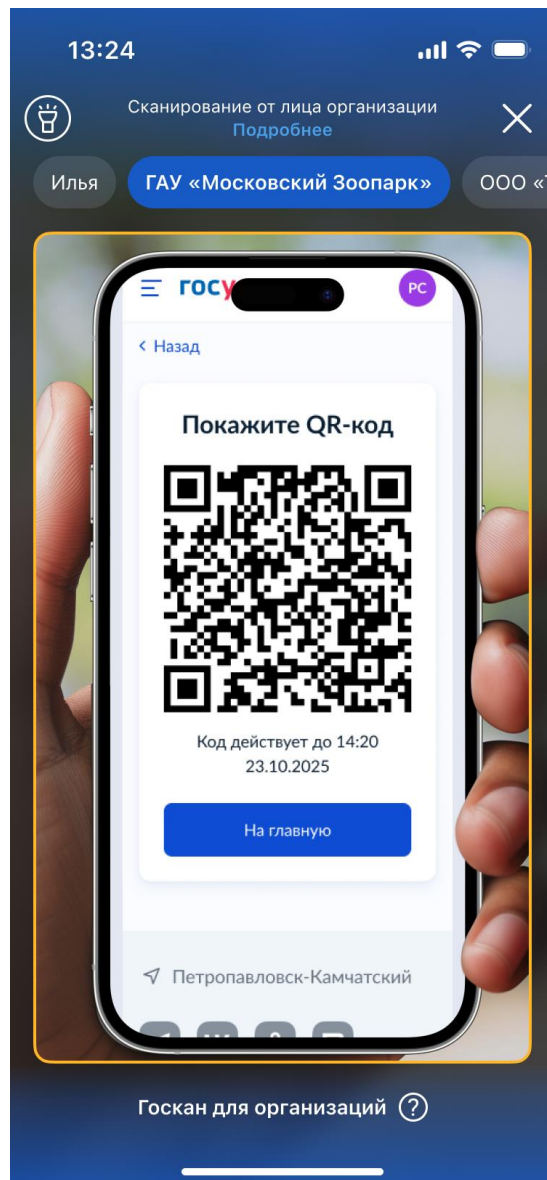 13:24
Сканирование от лица организации
Подробнее
Илья
ГАУ «Московский Зоопарк»
ООО «
госу
РС
Назад
Покажите QR-код
Код действует до 14:20
23.10.2025
На главную
Петропавловск-Камчатский
Госкан для организаций ?